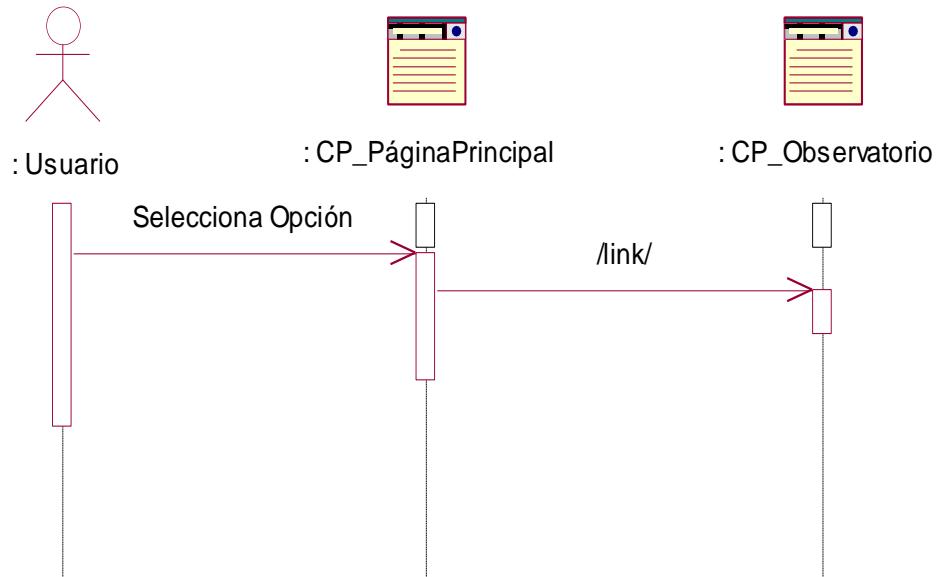 : Usuario
: CP_PáginaPrincipal
: CP_Observatorio
Selecciona Opción
/link/